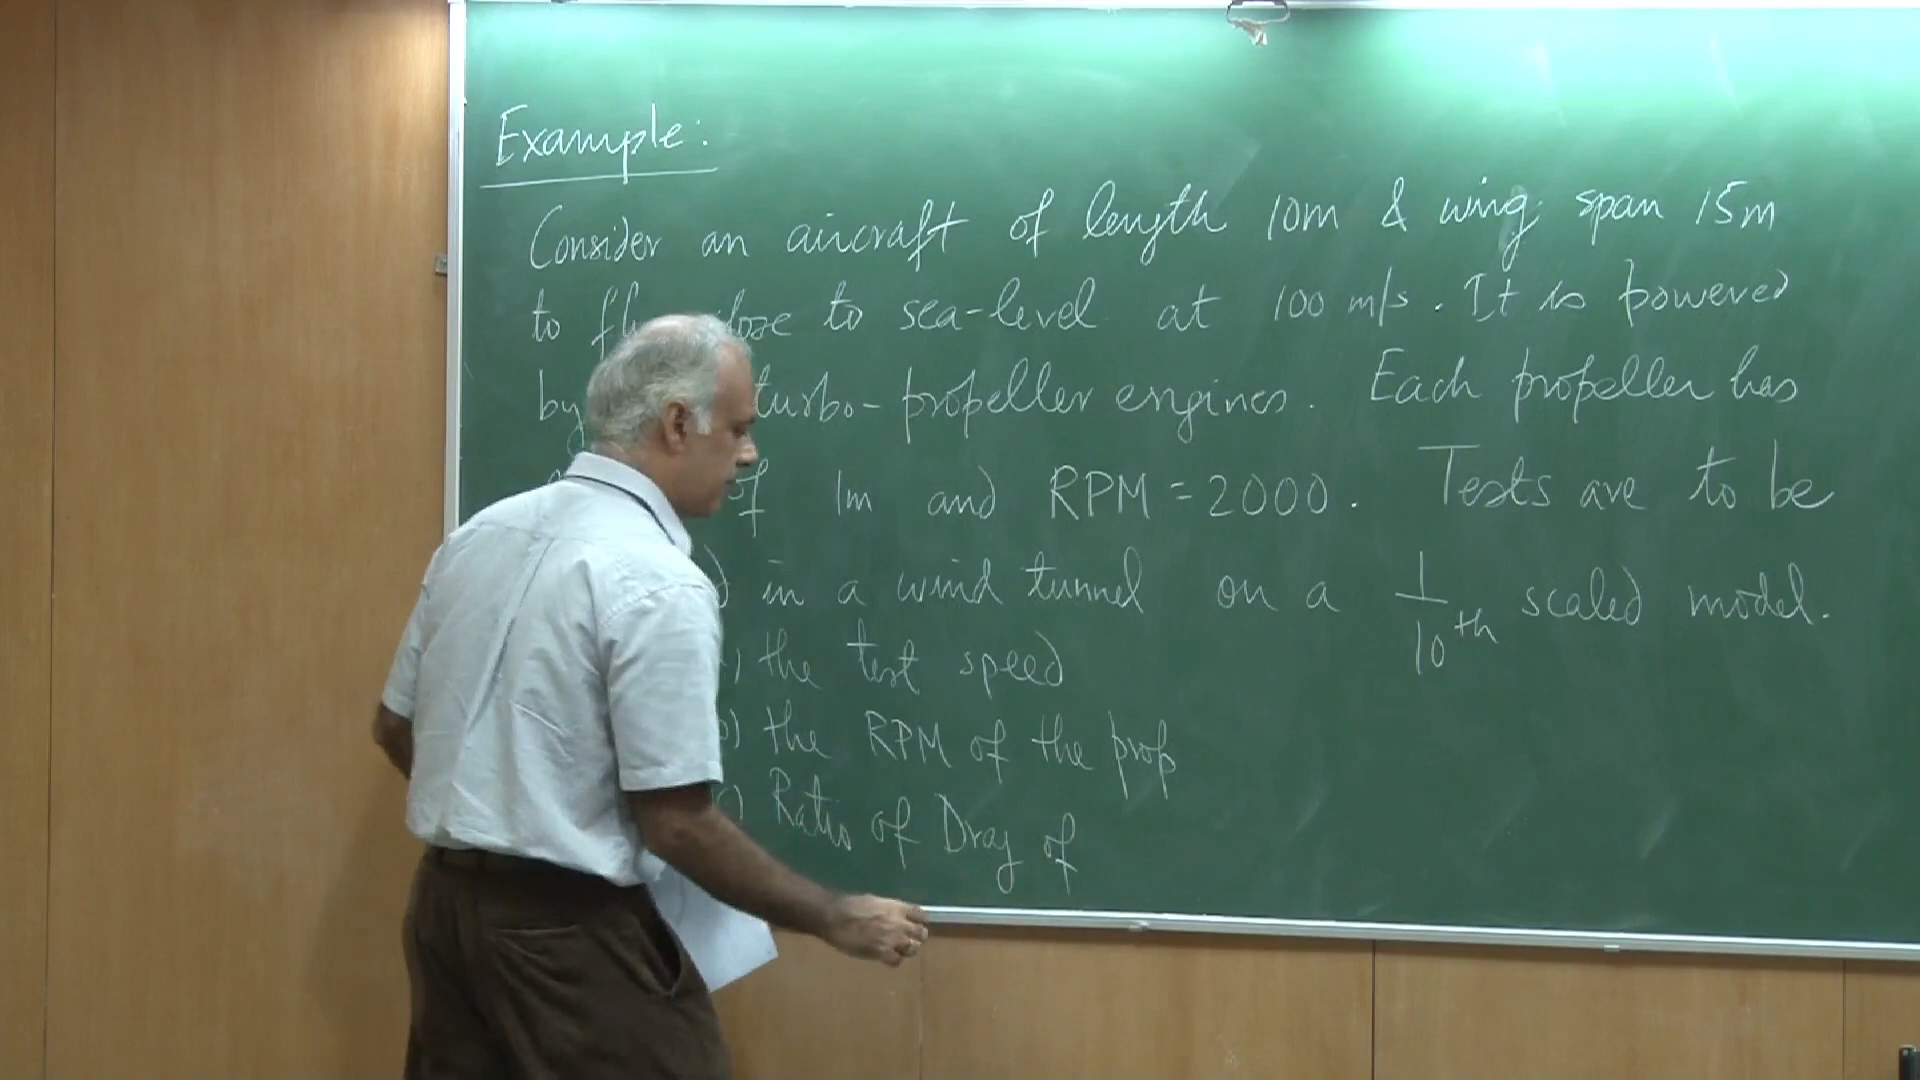 Example:
Consider an aircraft of length 10m & wing span 15m
to close to sea-level at 100 m/s. It is powered
by turbo-propeller engines. Each propeller has
of 1m and RPM = 2000. Tests are to be
in a wind tunnel on a 1/10th scaled model.
the test speed
b) the RPM of the prop
c) Ratio of Drag of